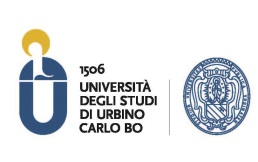 1506
UNIVERSITÀ
DEGLI STUDI
DI URBINO
CARLO BO